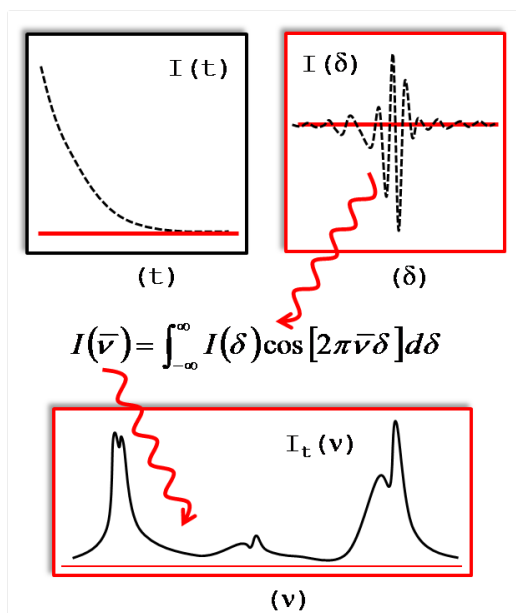 I(t) I(δ)
(t) (δ)
I(ν̅) = ∫_{-∞}^{∞} I(δ)cos[2πν̅δ]dδ
I_t(ν)
(ν)